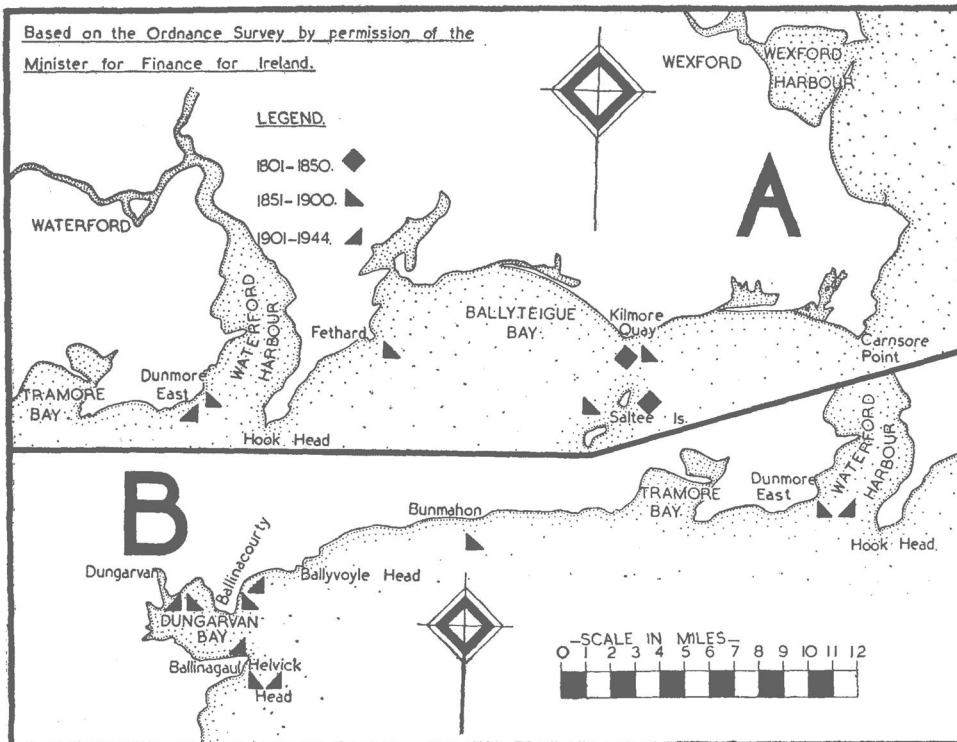 Based on the Ordnance Survey by permission of the
Minister for Finance for Ireland.
LEGEND.
1801-1850.
1851-1900.
1901-1944.
WEXFORD
WEXFORD
HARBOUR
A
WATERFORD
WATERFORD
HARBOUR
Fethard
BALLYTEIGUE
BAY
Kilmore
Quay
Carnsore
Point
TRAMORE
BAY
Dunmore
East
Hook Head
Saltee Is.
B
Dungarvan
Ballinacourty
Bunmahon
Ballyvoyle Head
TRAMORE
BAY
Dunmore
East
WATERFORD
HARBOUR
Hook Head.
DUNGARVAN
BAY
Ballinagaul
Helvick
Head
-SCALE IN MILES-
0 1 2 3 4 5 6 7 8 9 10 11 12